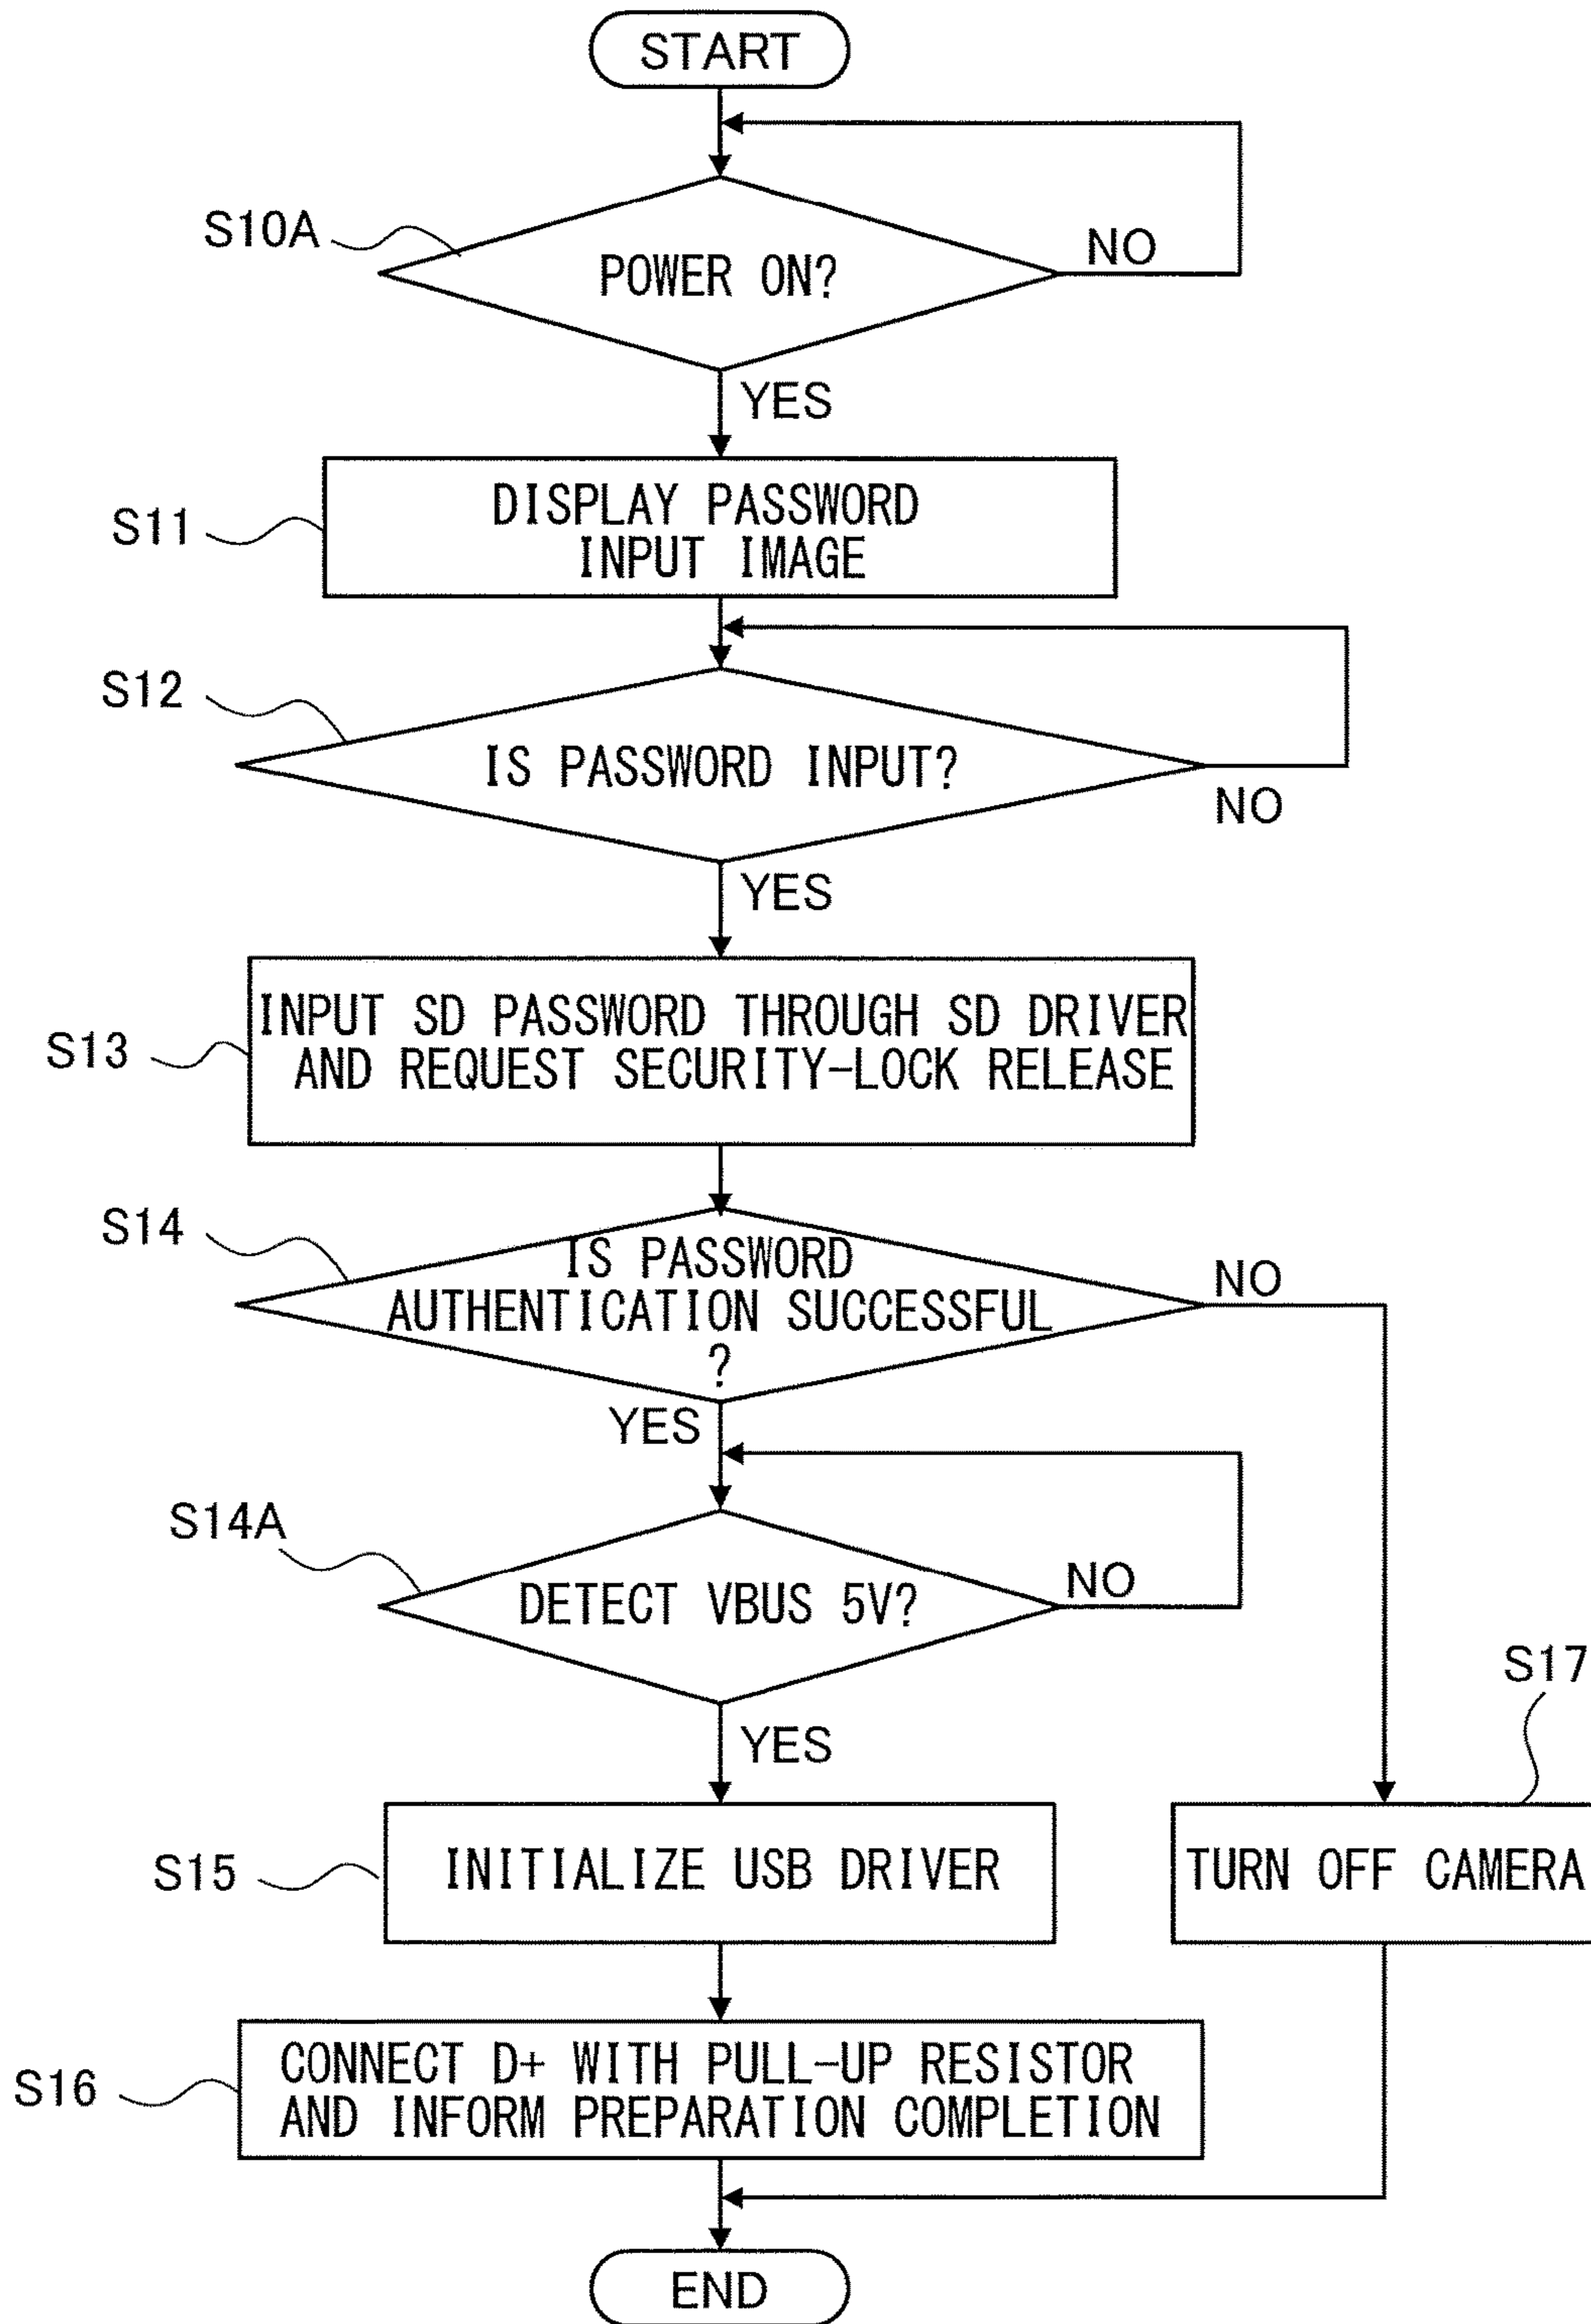 START
S10A
POWER ON?
NO
YES
S11
DISPLAY PASSWORD
INPUT IMAGE
S12
IS PASSWORD INPUT?
NO
YES
S13
INPUT SD PASSWORD THROUGH SD DRIVER
AND REQUEST SECURITY-LOCK RELEASE
S14
IS PASSWORD
AUTHENTICATION SUCCESSFUL
?
NO
YES
S14A
DETECT VBUS 5V?
NO
YES
S17
S15
INITIALIZE USB DRIVER
TURN OFF CAMERA
S16
CONNECT D+ WITH PULL-UP RESISTOR
AND INFORM PREPARATION COMPLETION
END